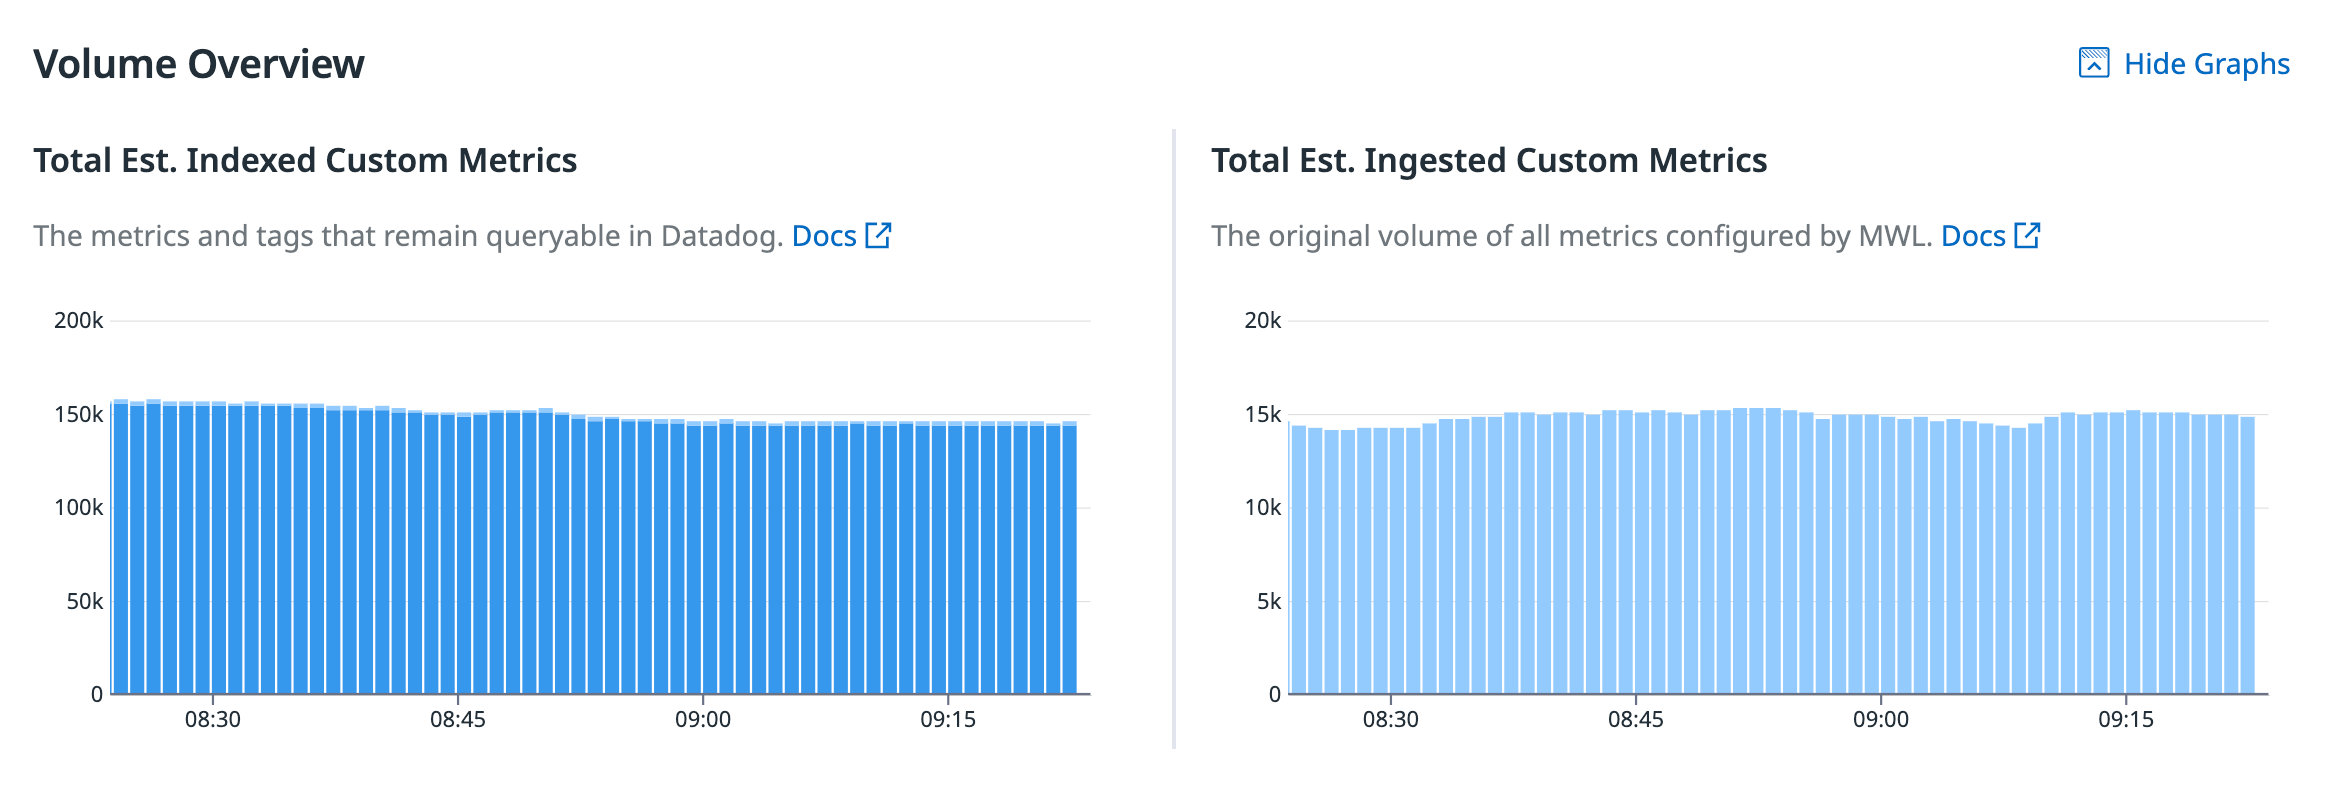 Volume Overview
Hide Graphs
Total Est. Indexed Custom Metrics
The metrics and tags that remain queryable in Datadog. Docs
200k
150k
100k
50k
0
08:30 08:45 09:00 09:15
Total Est. Ingested Custom Metrics
The original volume of all metrics configured by MWL. Docs
20k
15k
10k
5k
0
08:30 08:45 09:00 09:15